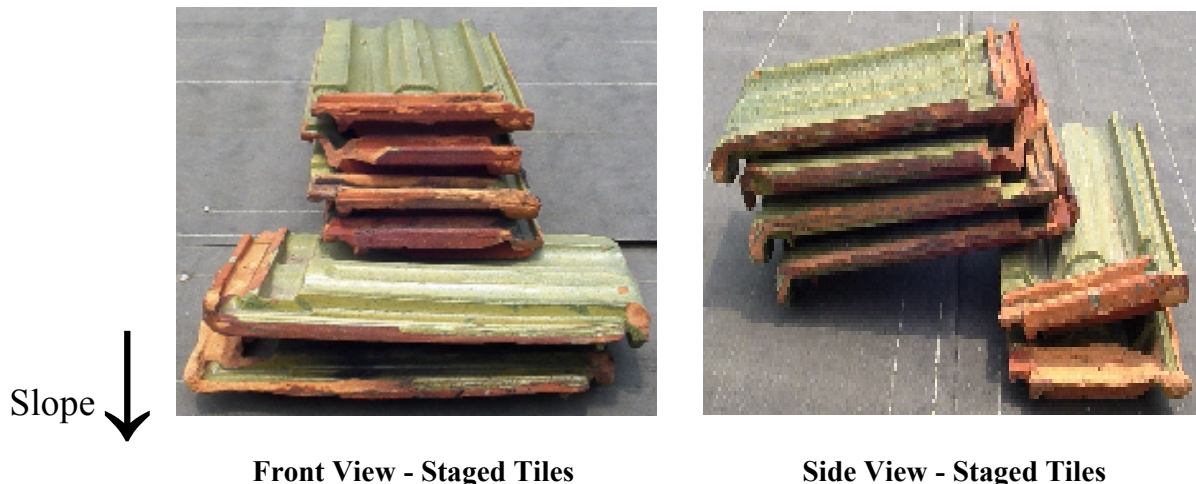 Slope
Front View - Staged Tiles
Side View - Staged Tiles